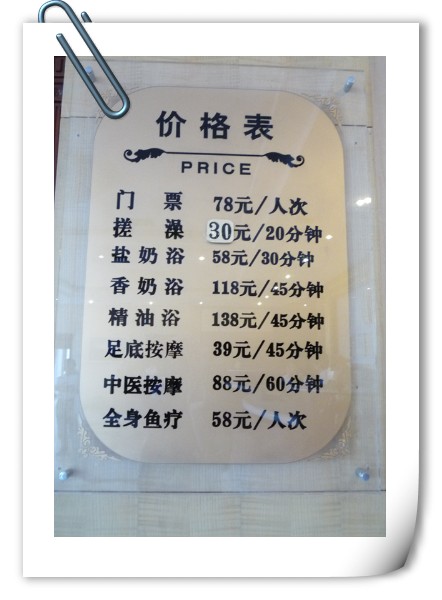 价格表
PRICE
门票 78元/人次
搓澡 30元/20分钟
盐奶浴 58元/30分钟
香奶浴 118元/45分钟
精油浴 138元/45分钟
足底按摩 39元/45分钟
中医按摩 88元/60分钟
全身鱼疗 58元/人次